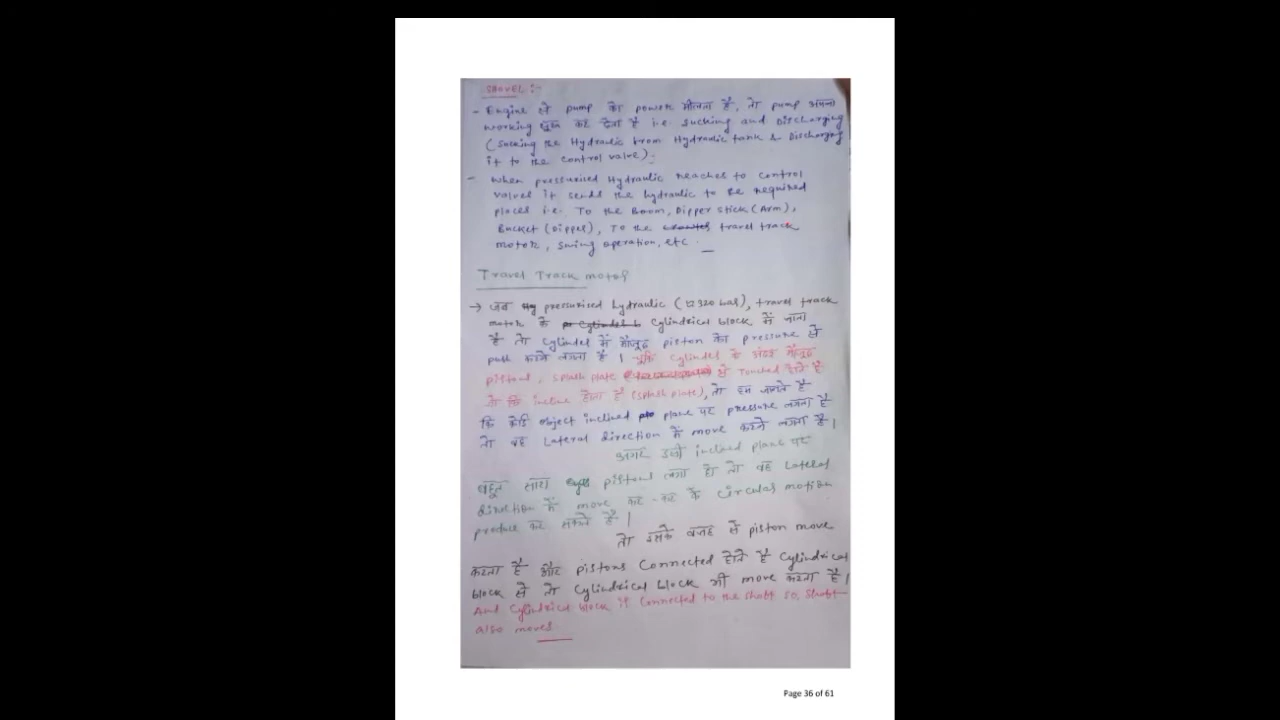 SHOVEL :-
- Engine से pump को power मीलता है, तो pump अपना
working शुरू कर देता है i.e sucking and Discharging
(Sucking the Hydraulic from Hydraulic tank & Discharging
it to the control valve).
- When pressurised Hydraulic reaches to control
valves it sends the hydraulic to the required
places i.e. To the Boom, Dipper stick (Arm),
Bucket (Dipper), To the travel track
motor, swing operation, etc.
Travel Track motor
→ जब pressurised hydraulic (≃320 bar), travel track
motor के Cylindrical block में जाता
है तो Cylinder में मौजूद piston को pressure से
push करने लगता है। चूंकि Cylinder के अंदर मौजूद
pistons, splash plate से Touched होते है
जो कि incline होता है (splash plate), तो हम जानते है
कि कोई object inclined plane पर pressure लगाता है
तो वह Lateral direction में move करने लगता है।
अगर उसी inclined plane पर
बहुत सारा piston लगा हो तो वह Lateral
direction में move कर-कर के circular motion
produce कर सकते है।
तो इसके वजह से piston move
करता है और pistons Connected होते है Cylindrical
block से तो Cylindrical block भी move करता है।
And Cylindrical block is connected to the shaft so, shaft
also moves
Page 36 of 61